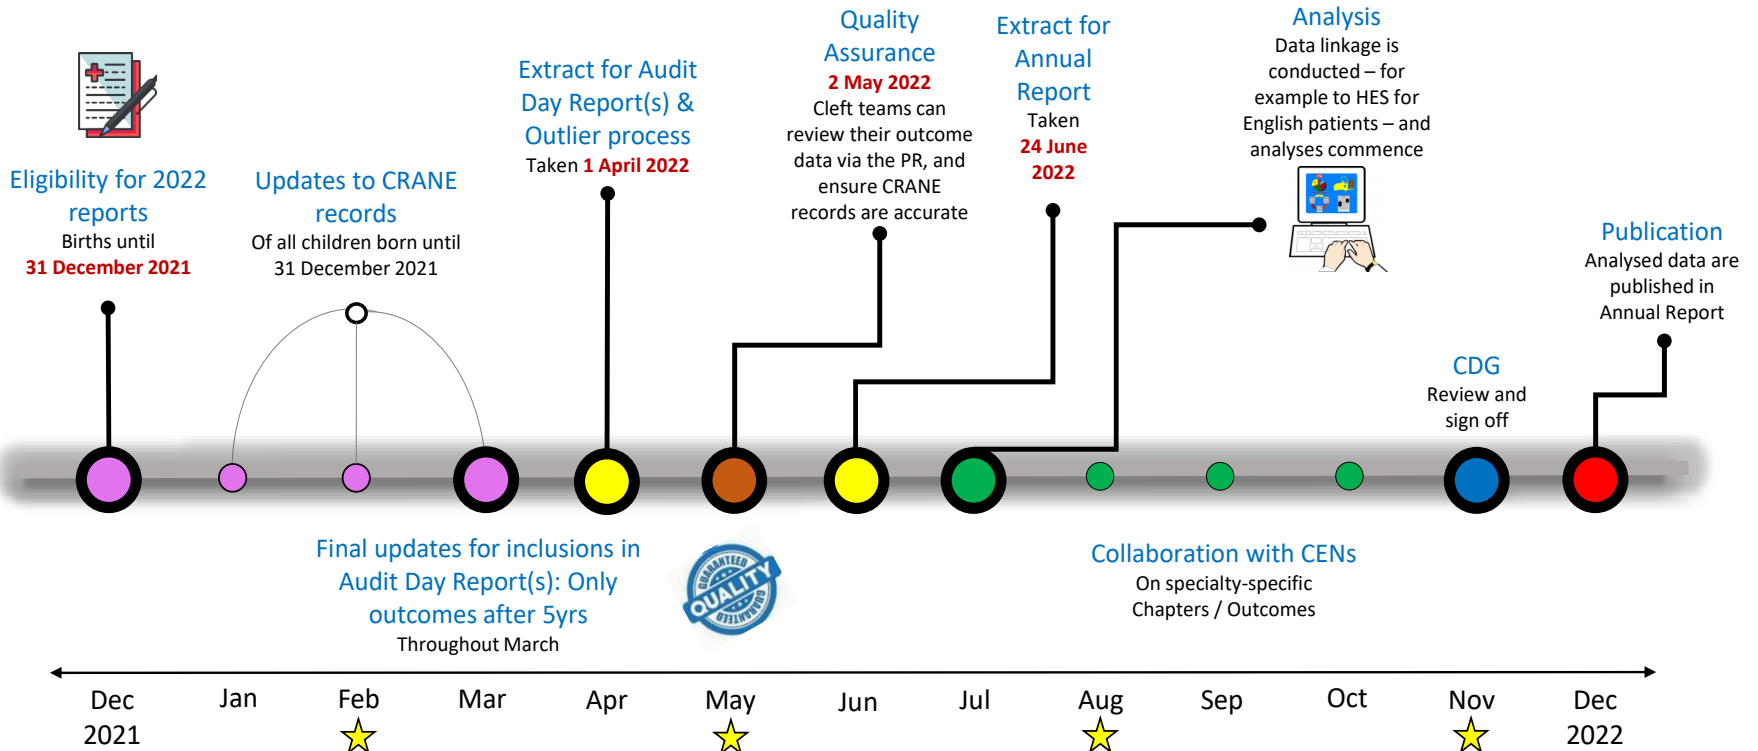 Eligibility for 2022
reports
Births until
31 December 2021
Updates to CRANE
records
Of all children born until
31 December 2021
Extract for Audit
Day Report(s) &
Outlier process
Taken 1 April 2022
Quality
Assurance
2 May 2022
Cleft teams can
review their outcome
data via the PR, and
ensure CRANE
records are accurate
Extract for
Annual
Report
Taken
24 June
2022
Analysis
Data linkage is
conducted – for
example to HES for
English patients – and
analyses commence
Publication
Analysed data are
published in
Annual Report
CDG
Review and
sign off
Final updates for inclusions in
Audit Day Report(s): Only
outcomes after 5yrs
Throughout March
GUARANTEED
QUALITY
GUARANTEED
Collaboration with CENs
On specialty-specific
Chapters / Outcomes
Dec
2021
Jan
Feb
Mar
Apr
May
Jun
Jul
Aug
Sep
Oct
Nov
Dec
2022